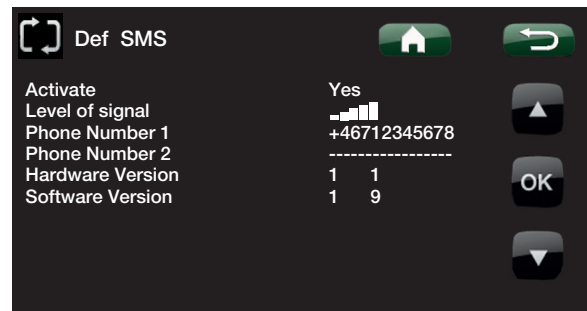 Def SMS
Activate Yes
Level of signal
Phone Number 1 +46712345678
Phone Number 2 -----------------
Hardware Version 1 1
Software Version 1 9
OK